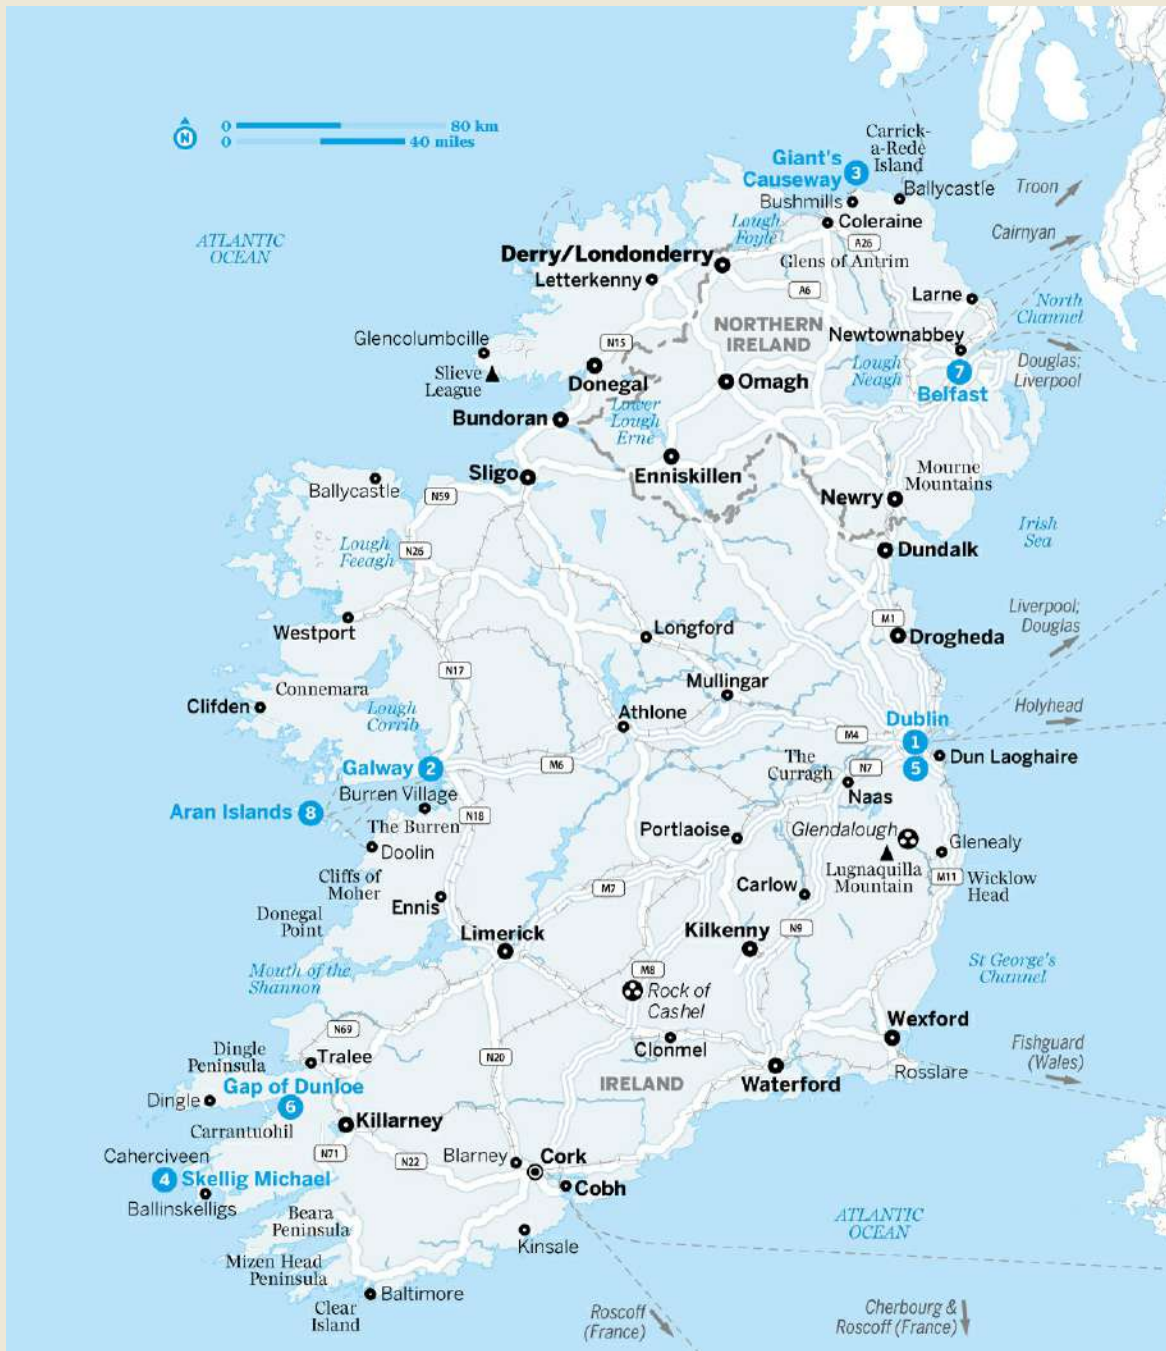 0 80 km
N
0 40 miles
Carrick-
a-Rede
Island
Giant's
Causeway 3
Ballycastle
Troon
Bushmills
Lough
Foyle
Coleraine
Cairnyan
ATLANTIC
OCEAN
A26
Derry/Londonderry
Glens of Antrim
Letterkenny
A6
Larne
North
Channel
NORTHERN
IRELAND
Newtownabbey
Glencolumbcille
N15
Slieve
League
Donegal
Omagh
Lough
Neagh
7
Belfast
Douglas;
Liverpool
Lower
Lough
Erne
Bundoran
Sligo
Enniskillen
Mourne
Mountains
Ballycastle
N59
Newry
Irish
Sea
Lough
Feeagh
N26
Dundalk
Liverpool;
Douglas
M1
Westport
Longford
Drogheda
N17
Connemara
Mullingar
Clifden
Lough
Corrib
Athlone
Holyhead
Dublin
1
5
M4
Dun Laoghaire
The
Curragh
N7
Galway 2
M6
Naas
Burren Village
Aran Islands 8
N18
The Burren
Portlaoise
Glendalough
Doolin
Glenealy
Lugnaquilla
Mountain
Cliffs of
Moher
M7
Carlow
M11
Wicklow
Head
Ennis
Donegal
Point
Limerick
Kilkenny
N9
Mouth of the
Shannon
St George's
Channel
M8
Rock of
Cashel
Wexford
N69
Clonmel
Tralee
N20
Dingle
Peninsula
Fishguard
(Wales)
Rosslare
IRELAND
Waterford
Gap of Dunloe
6
Dingle
Killarney
Carrantuohil
Caherciveen
N71
N22
Blarney
Cork
4 Skellig Michael
Cobh
Ballinskelligs
Beara
Peninsula
ATLANTIC
OCEAN
Kinsale
Mizen Head
Peninsula
Baltimore
Clear
Island
Roscoff
(France)
Cherbourg &
Roscoff (France)